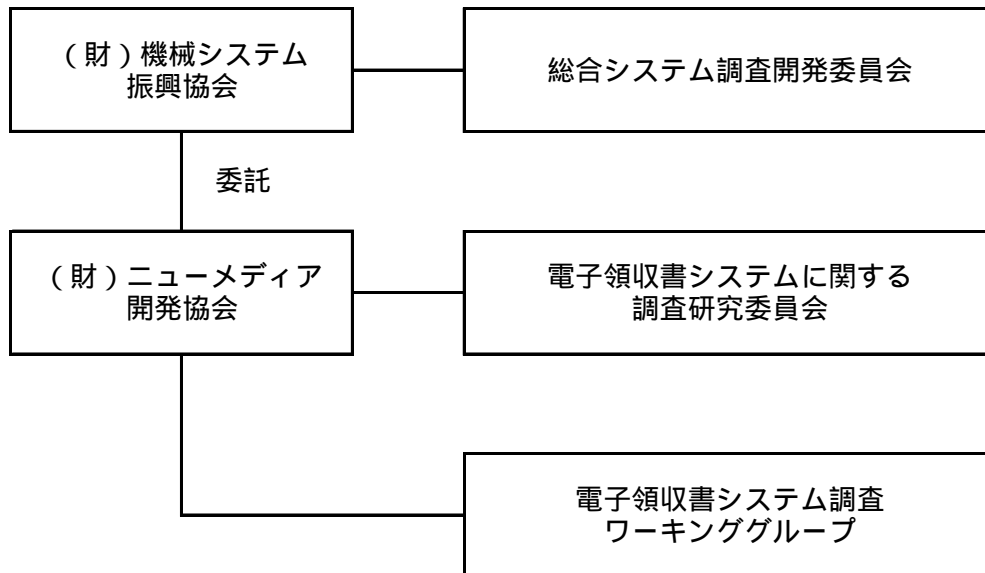 (財)機械システム
振興協会
総合システム調査開発委員会
委託
(財)ニューメディア
開発協会
電子領収書システムに関する
調査研究委員会
電子領収書システム調査
ワーキンググループ